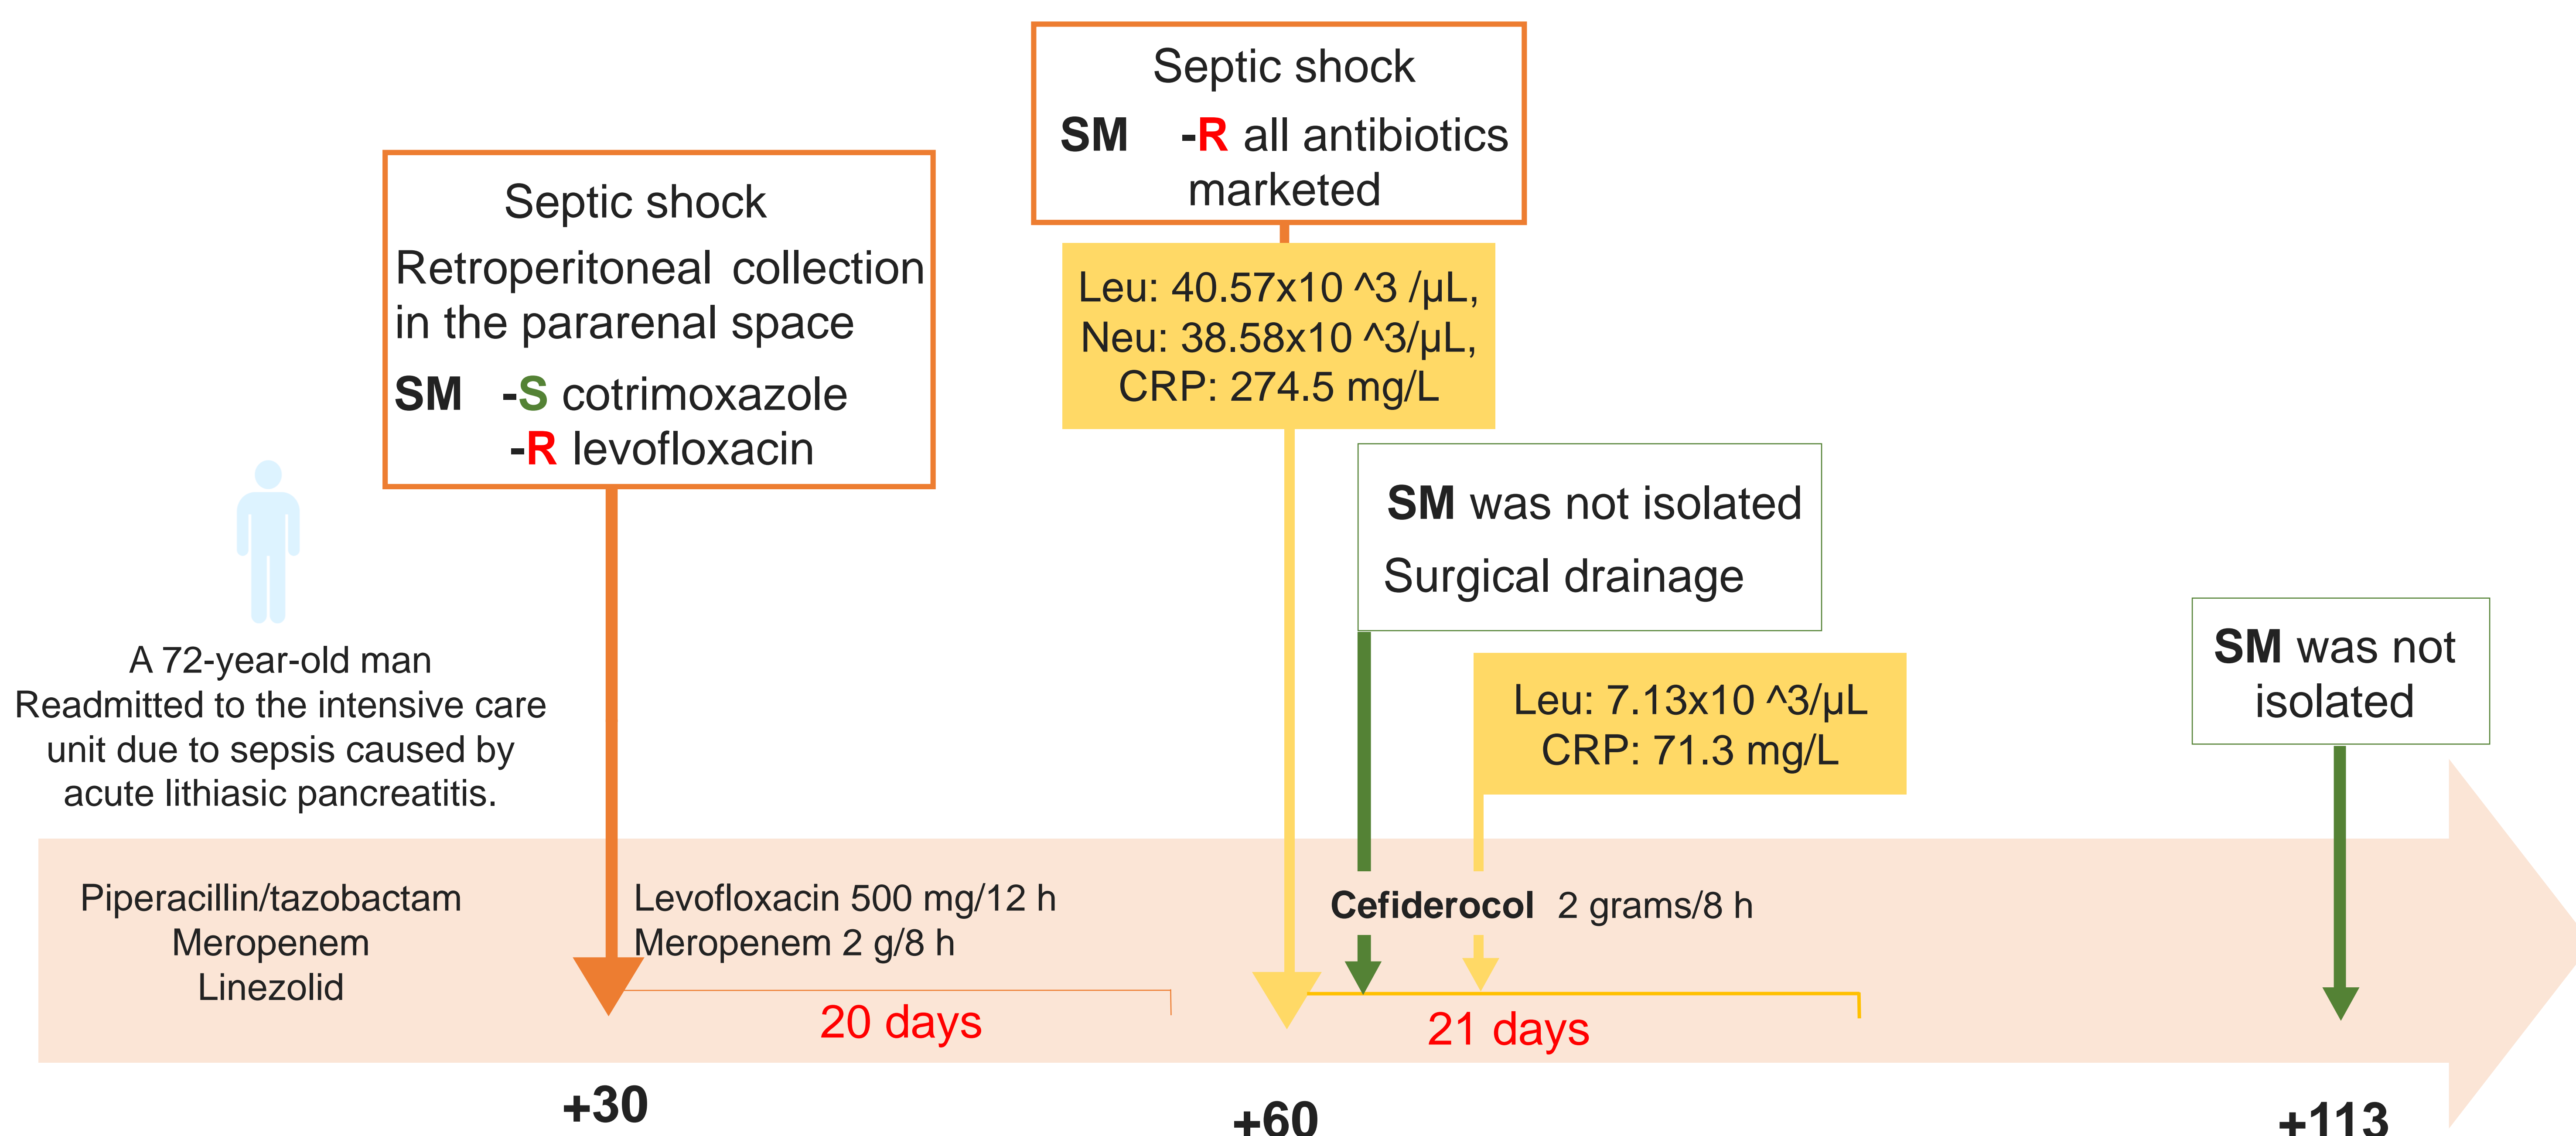 Septic shock
SM -R all antibiotics
marketed
Septic shock
Retroperitoneal collection
in the pararenal space
SM -S cotrimoxazole
-R levofloxacin
Leu: 40.57x10 ^3 /µL,
Neu: 38.58x10 ^3/µL,
CRP: 274.5 mg/L
SM was not isolated
Surgical drainage
A 72-year-old man
Readmitted to the intensive care
unit due to sepsis caused by
acute lithiasic pancreatitis.
Leu: 7.13x10 ^3/µL
CRP: 71.3 mg/L
SM was not
isolated
Piperacillin/tazobactam
Meropenem
Linezolid
Levofloxacin 500 mg/12 h
Meropenem 2 g/8 h
20 days
Cefiderocol 2 grams/8 h
21 days
+30
+60
+113